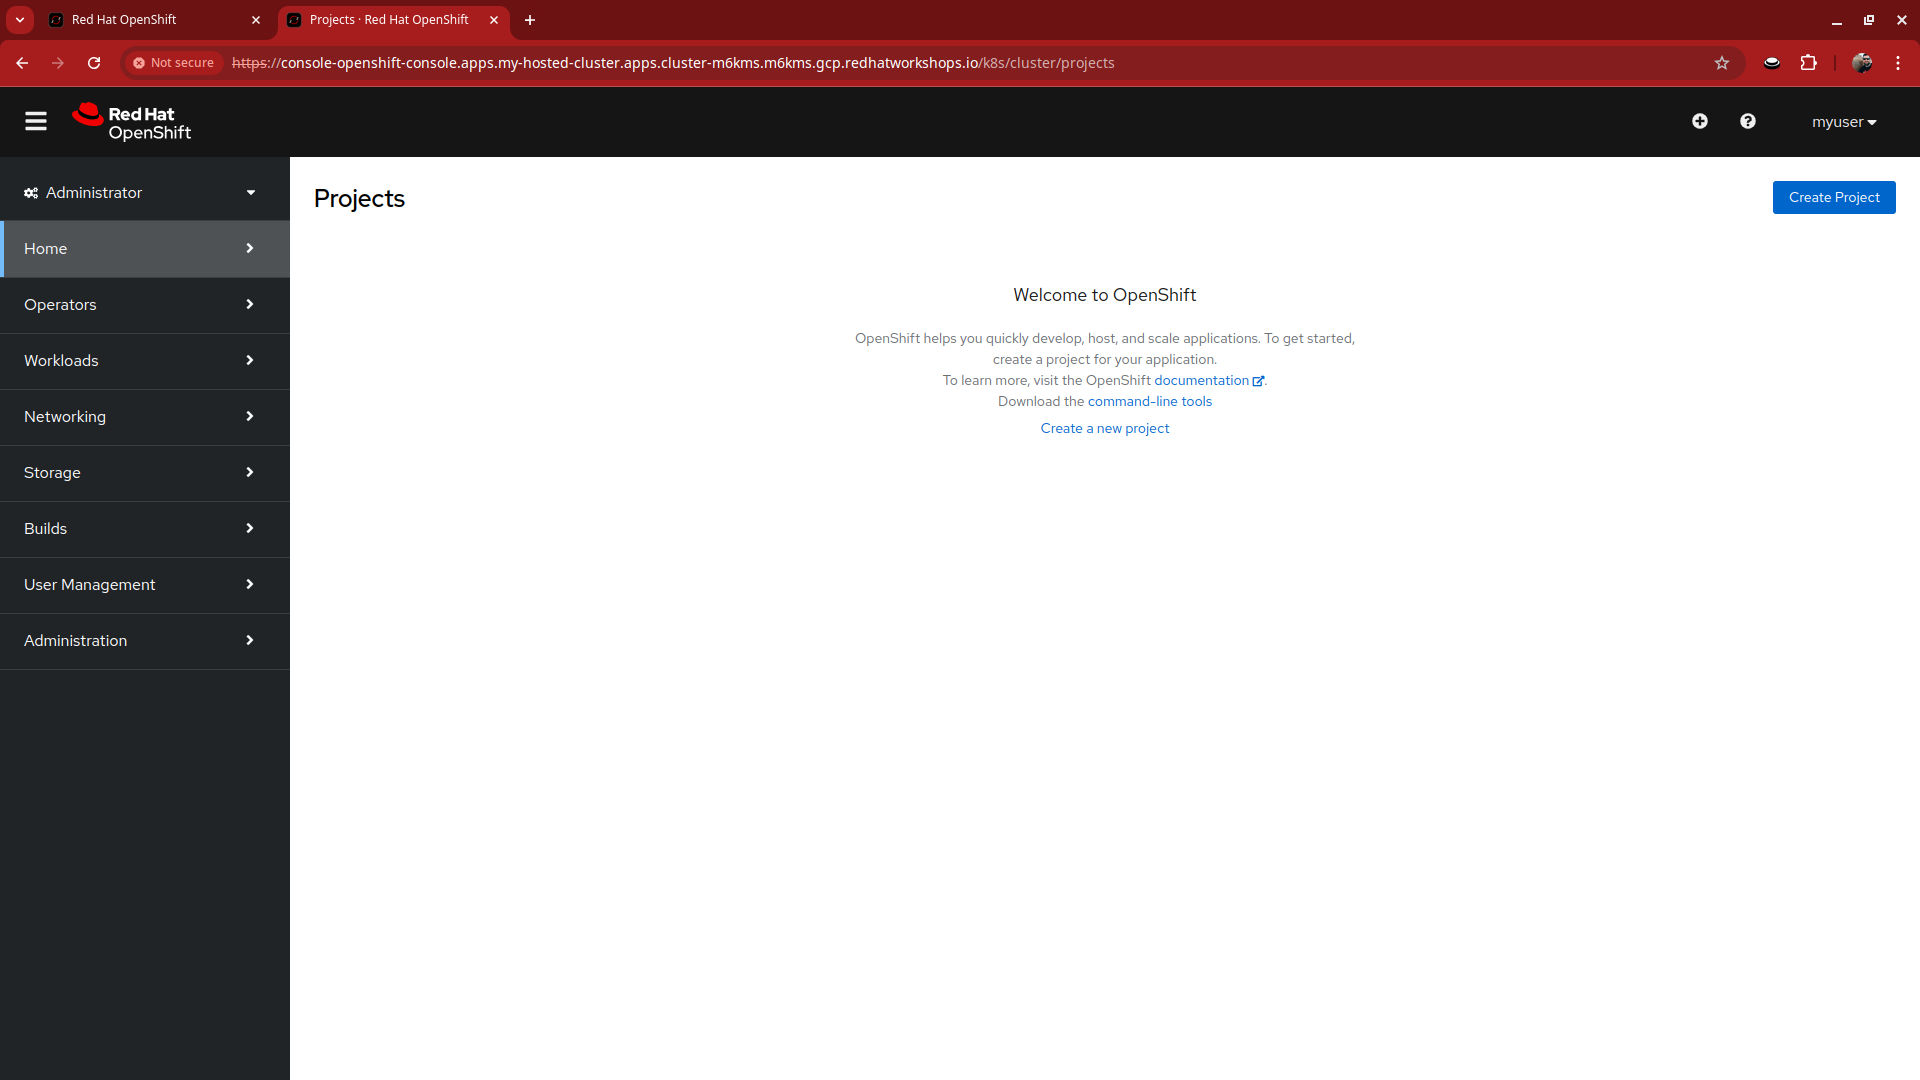 Red Hat OpenShift
Projects · Red Hat OpenShift
Not secure
https://console-openshift-console.apps.my-hosted-cluster.apps.cluster-m6kms.m6kms.gcp.redhatworkshops.io/k8s/cluster/projects
Red Hat
OpenShift
myuser
Administrator
Home
Operators
Workloads
Networking
Storage
Builds
User Management
Administration
Projects
Create Project
Welcome to OpenShift
OpenShift helps you quickly develop, host, and scale applications. To get started,
create a project for your application.
To learn more, visit the OpenShift documentation.
Download the command-line tools
Create a new project